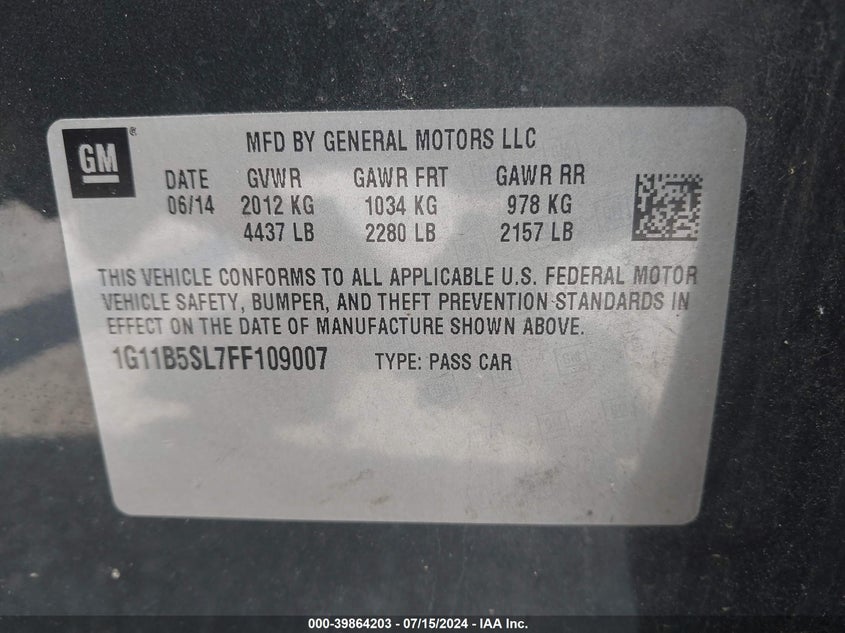 GM
MFD BY GENERAL MOTORS LLC
DATE GVWR GAWR FRT GAWR RR
06/14 2012 KG 1034 KG 978 KG
4437 LB 2280 LB 2157 LB
THIS VEHICLE CONFORMS TO ALL APPLICABLE U.S. FEDERAL MOTOR
VEHICLE SAFETY, BUMPER, AND THEFT PREVENTION STANDARDS IN
EFFECT ON THE DATE OF MANUFACTURE SHOWN ABOVE.
1G11B5SL7FF109007 TYPE: PASS CAR
000-39864203 - 07/15/2024 - IAA Inc.